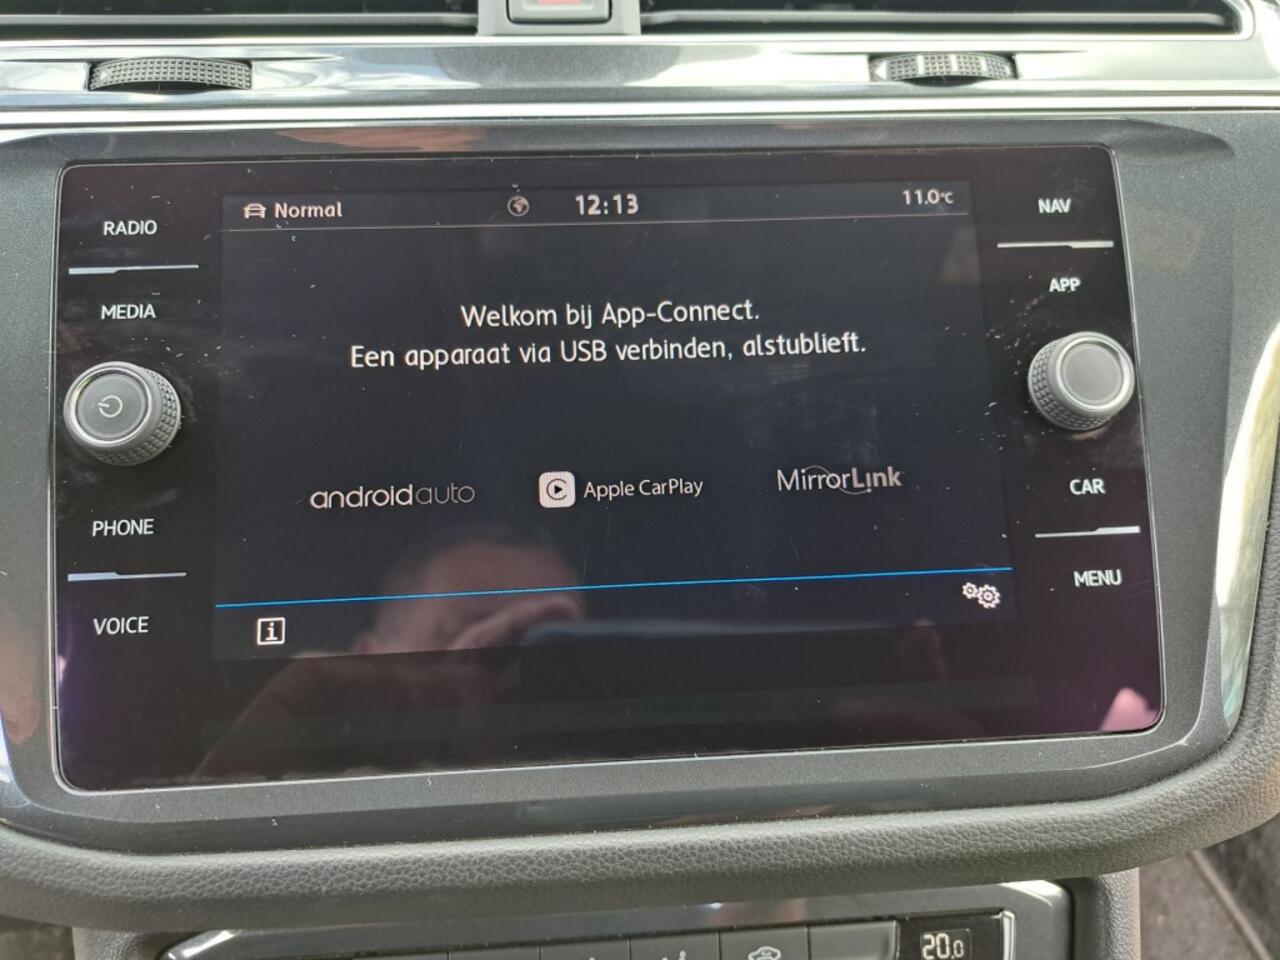 Normal
12:13
11.0°C
RADIO
MEDIA
PHONE
VOICE
NAV
APP
CAR
MENU
Welkom bij App-Connect.
Een apparaat via USB verbinden, alstublieft.
androidauto
Apple CarPlay
MirrorLink
i
20.0